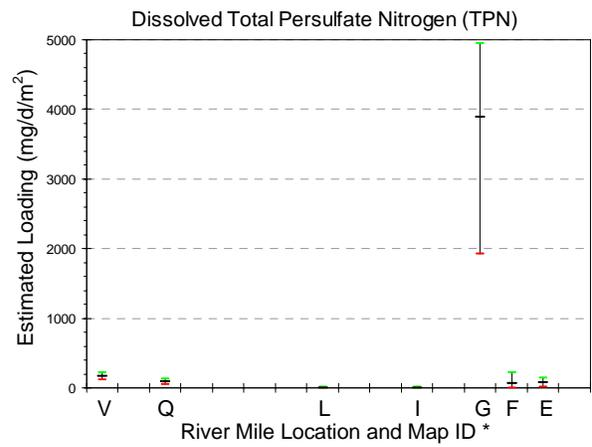 Dissolved Total Persulfate Nitrogen (TPN)
Estimated Loading (mg/d/m²)
5000
4000
3000
2000
1000
0
V Q L I G F E
River Mile Location and Map ID *